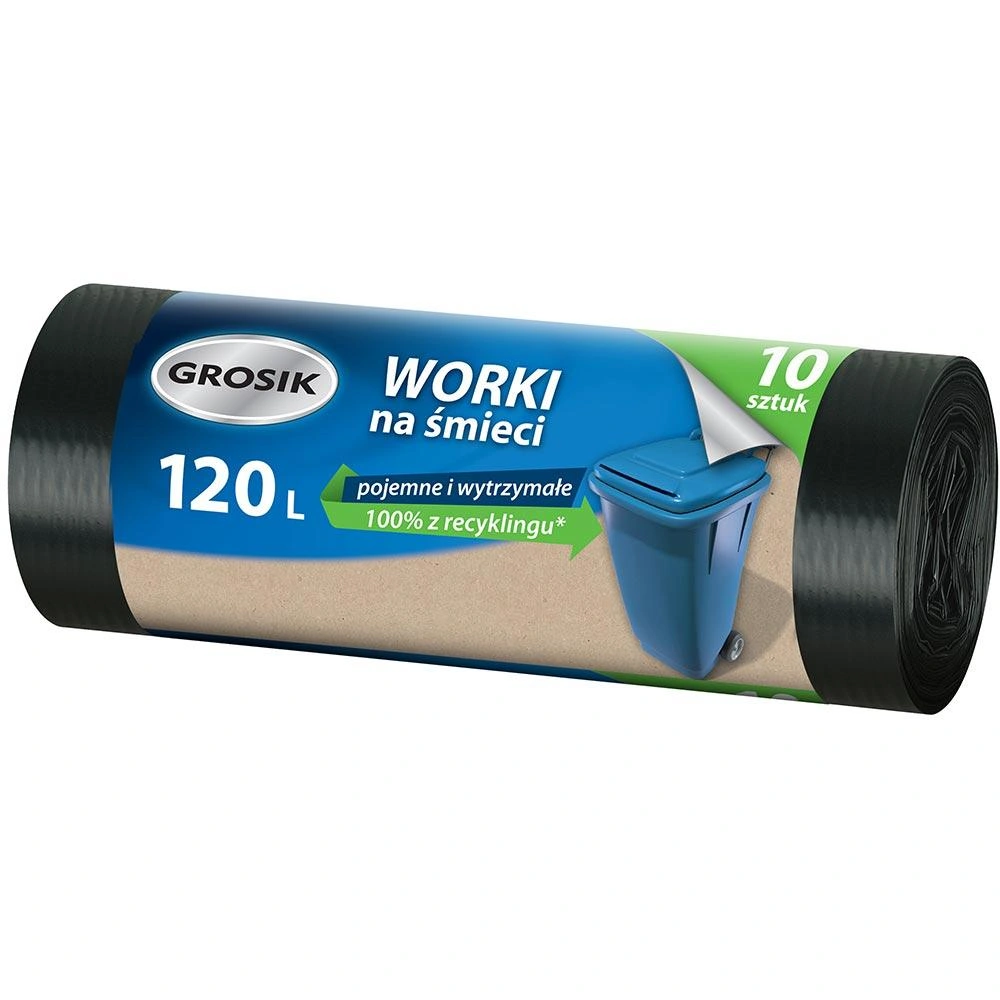 GROSIK
WORKI
na śmieci
120 L
pojemne i wytrzymałe
100% z recyklingu*
10
sztuk